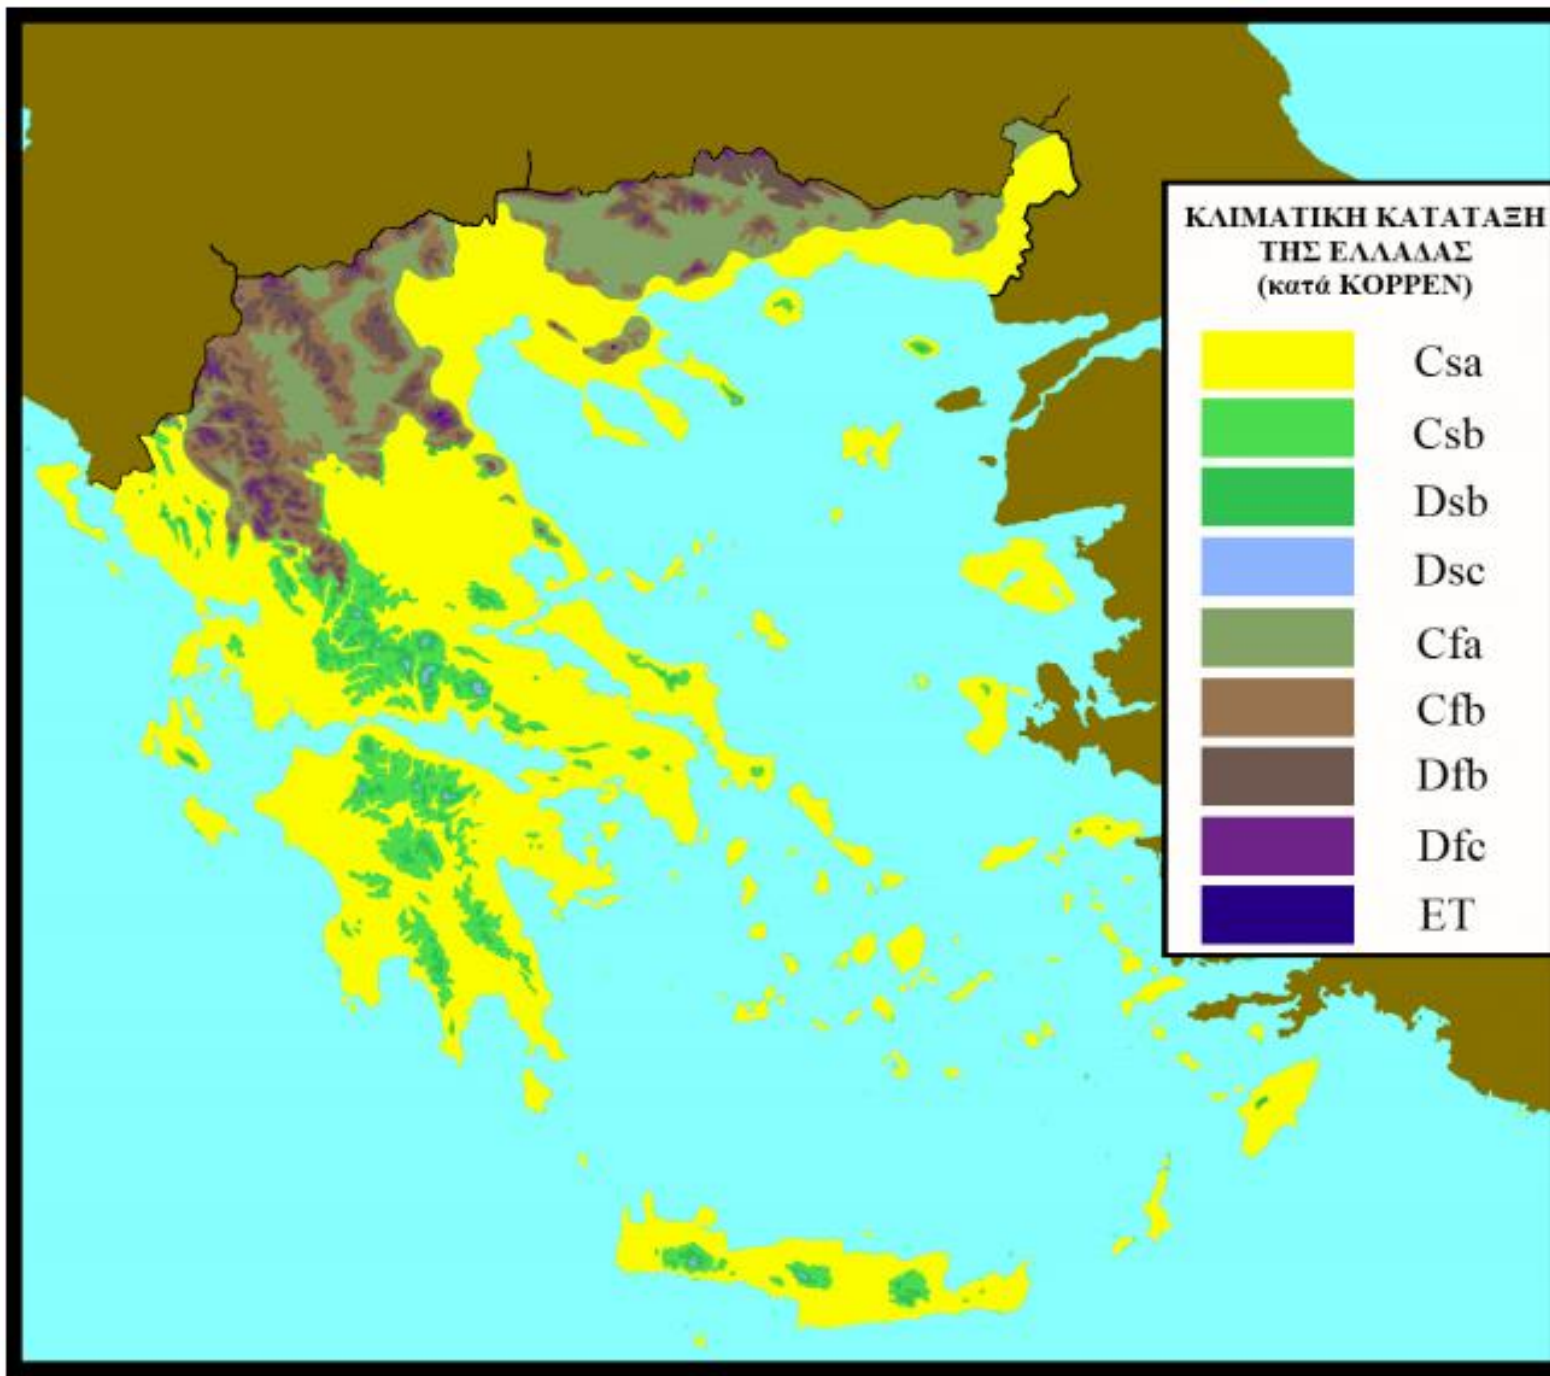 ΚΛΙΜΑΤΙΚΗ ΚΑΤΑΤΑΞΗ
ΤΗΣ ΕΛΛΑΔΑΣ
(κατά KOPPEN)
Csa
Csb
Dsb
Dsc
Cfa
Cfb
Dfb
Dfc
ET